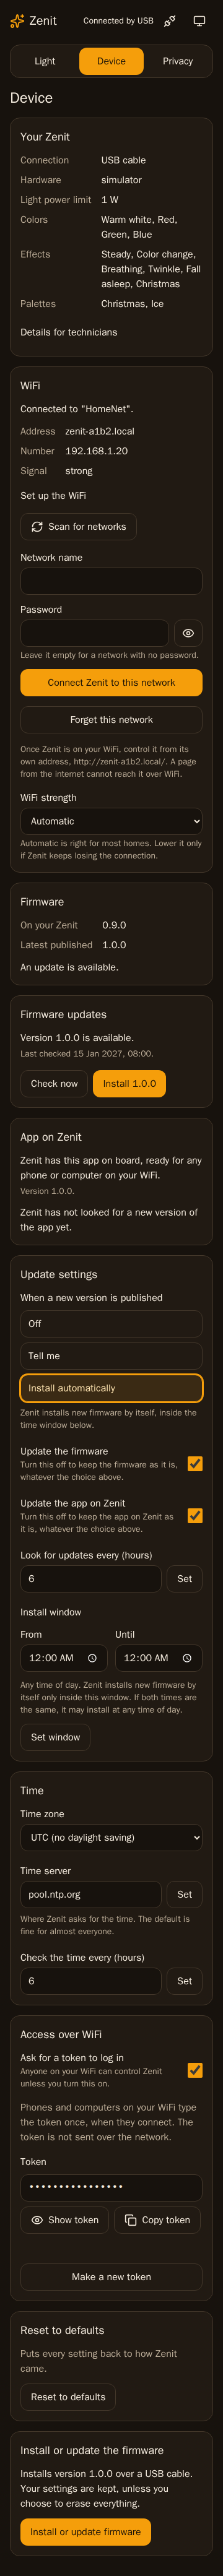 Zenit
Connected by USB
Light
Device
Privacy
Device
Your Zenit
Connection USB cable
Hardware simulator
Light power limit 1 W
Colors Warm white, Red,
Green, Blue
Effects Steady, Color change,
Breathing, Twinkle, Fall
asleep, Christmas
Palettes Christmas, Ice
Details for technicians
WiFi
Connected to "HomeNet".
Address zenit-a1b2.local
Number 192.168.1.20
Signal strong
Set up the WiFi
Scan for networks
Network name
Password
Leave it empty for a network with no password.
Connect Zenit to this network
Forget this network
Once Zenit is on your WiFi, control it from its
own address, http://zenit-a1b2.local/. A page
from the internet cannot reach it over WiFi.
WiFi strength
Automatic
Automatic is right for most homes. Lower it only
if Zenit keeps losing the connection.
Firmware
On your Zenit 0.9.0
Latest published 1.0.0
An update is available.
Firmware updates
Version 1.0.0 is available.
Last checked 15 Jan 2027, 08:00.
Check now
Install 1.0.0
App on Zenit
Zenit has this app on board, ready for any
phone or computer on your WiFi.
Version 1.0.0.
Zenit has not looked for a new version of
the app yet.
Update settings
When a new version is published
Off
Tell me
Install automatically
Zenit installs new firmware by itself, inside the
time window below.
Update the firmware
Turn this off to keep the firmware as it is,
whatever the choice above.
Update the app on Zenit
Turn this off to keep the app on Zenit as
it is, whatever the choice above.
Look for updates every (hours)
6
Set
Install window
From Until
12:00 AM 12:00 AM
Any time of day. Zenit installs new firmware by
itself only inside this window. If both times are
the same, it may install at any time of day.
Set window
Time
Time zone
UTC (no daylight saving)
Time server
pool.ntp.org
Set
Where Zenit asks for the time. The default is
fine for almost everyone.
Check the time every (hours)
6
Set
Access over WiFi
Ask for a token to log in
Anyone on your WiFi can control Zenit
unless you turn this on.
Phones and computers on your WiFi type
the token once, when they connect. The
token is not sent over the network.
Token
••••••••••••••••
Show token
Copy token
Make a new token
Reset to defaults
Puts every setting back to how Zenit
came.
Reset to defaults
Install or update the firmware
Installs version 1.0.0 over a USB cable.
Your settings are kept, unless you
choose to erase everything.
Install or update firmware